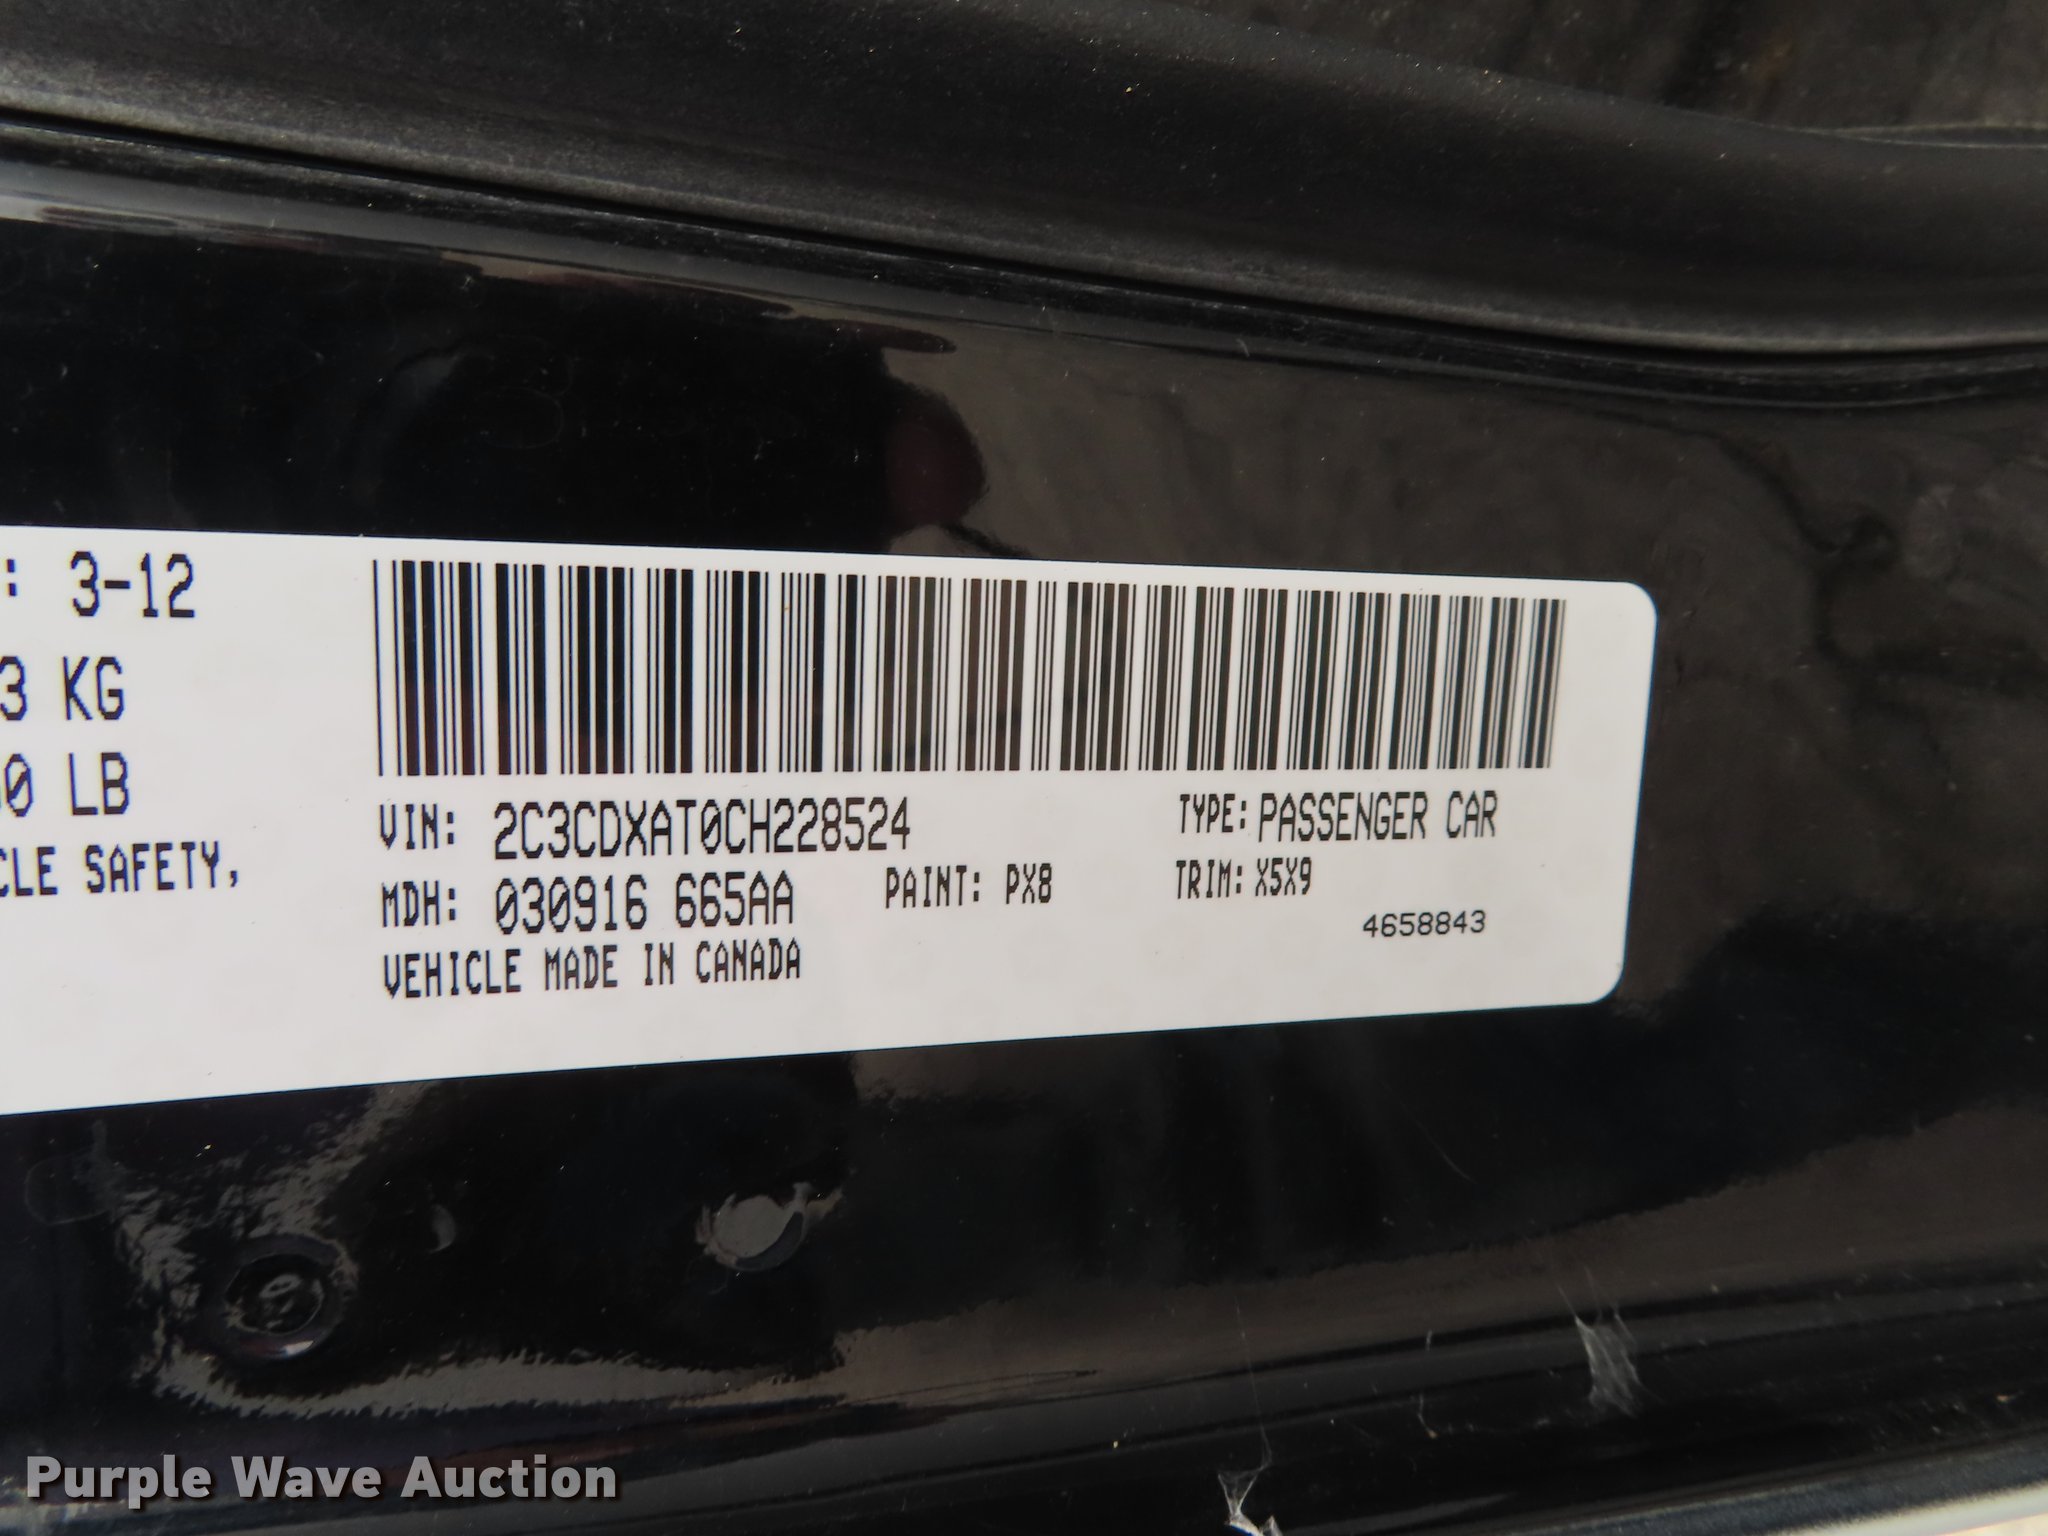 : 3-12
3 KG
0 LB
CLE SAFETY,
VIN: 2C3CDXAT0CH228524 TYPE: PASSENGER CAR
MDH: 030916 665AA PAINT: PX8 TRIM: X5X9
4658843
VEHICLE MADE IN CANADA
Purple Wave Auction